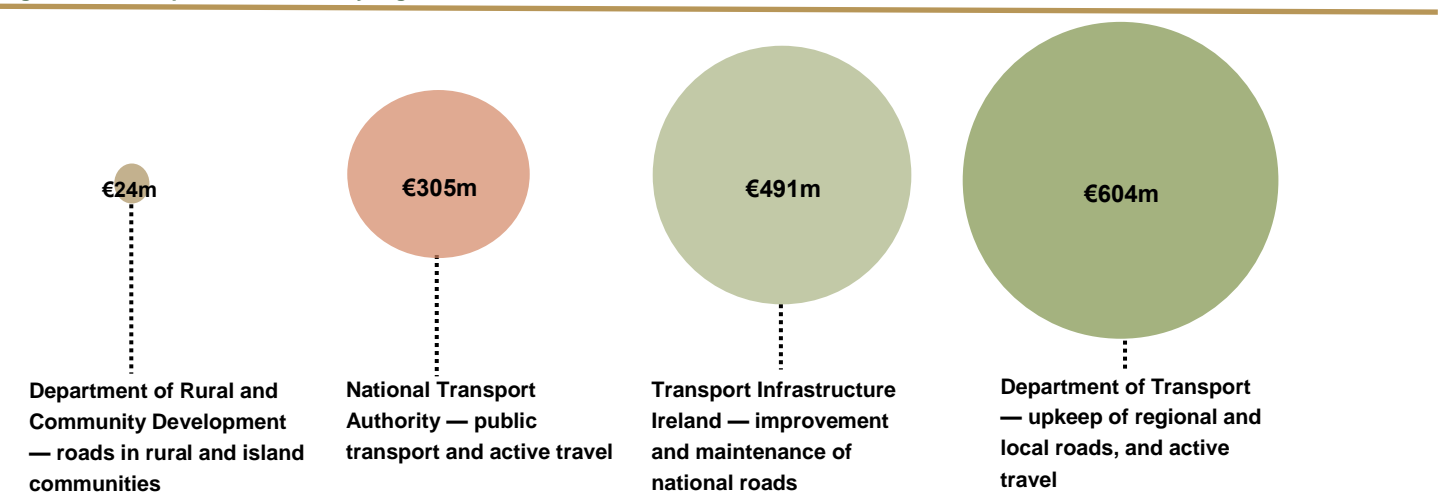 €24m
€305m
€491m
€604m
Department of Rural and
Community Development
— roads in rural and island
communities
National Transport
Authority — public
transport and active travel
Transport Infrastructure
Ireland — improvement
and maintenance of
national roads
Department of Transport
— upkeep of regional and
local roads, and active
travel